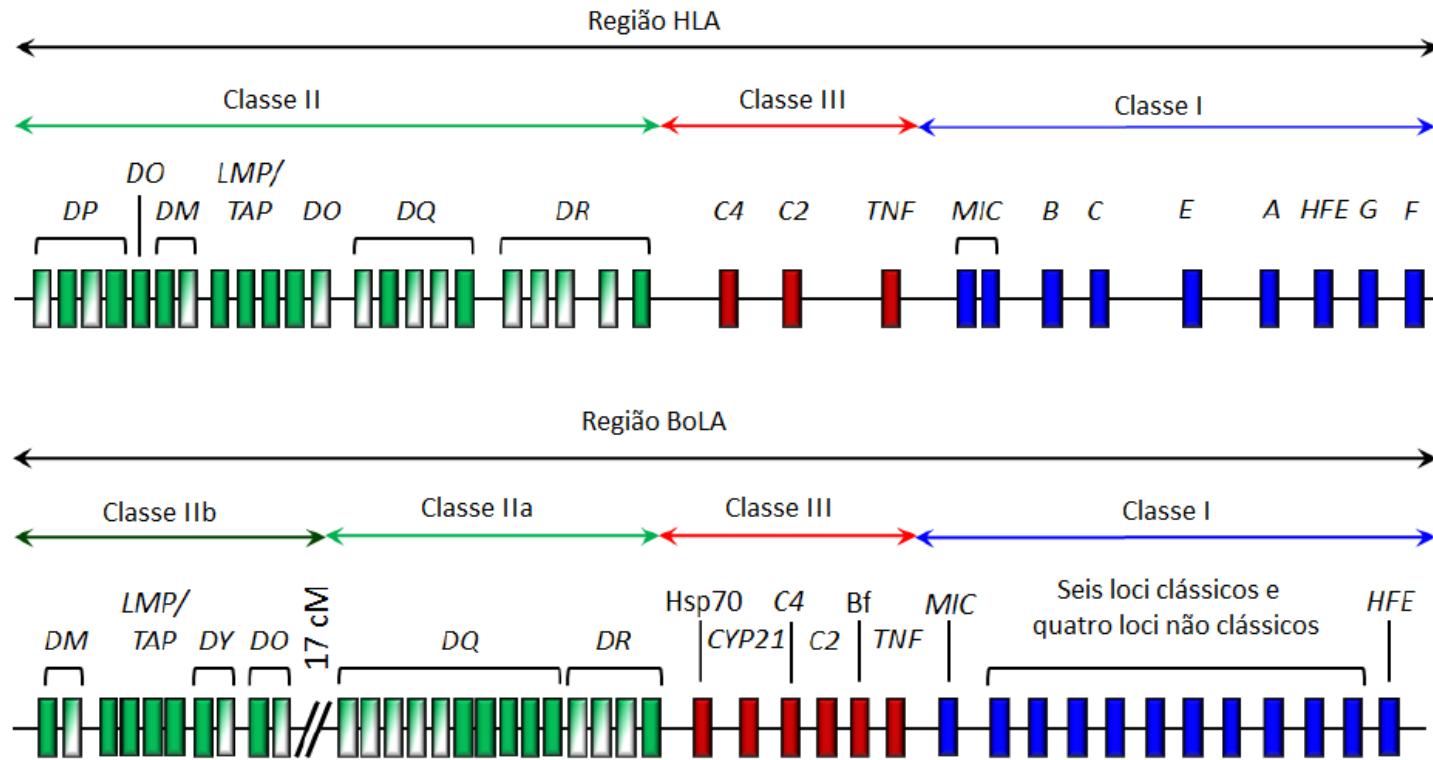 Região HLA
Classe II
Classe III
Classe I
DP
DO
DM
LMP/
TAP
DO
DQ
DR
C4
C2
TNF
MIC
B
C
E
A
HFE
G
F
Região BoLA
Classe IIb
Classe IIa
Classe III
Classe I
DM
LMP/
TAP
DY
DO
17 cM
DQ
DR
Hsp70
CYP21
C4
C2
Bf
TNF
MIC
Seis loci clássicos e
quatro loci não clássicos
HFE